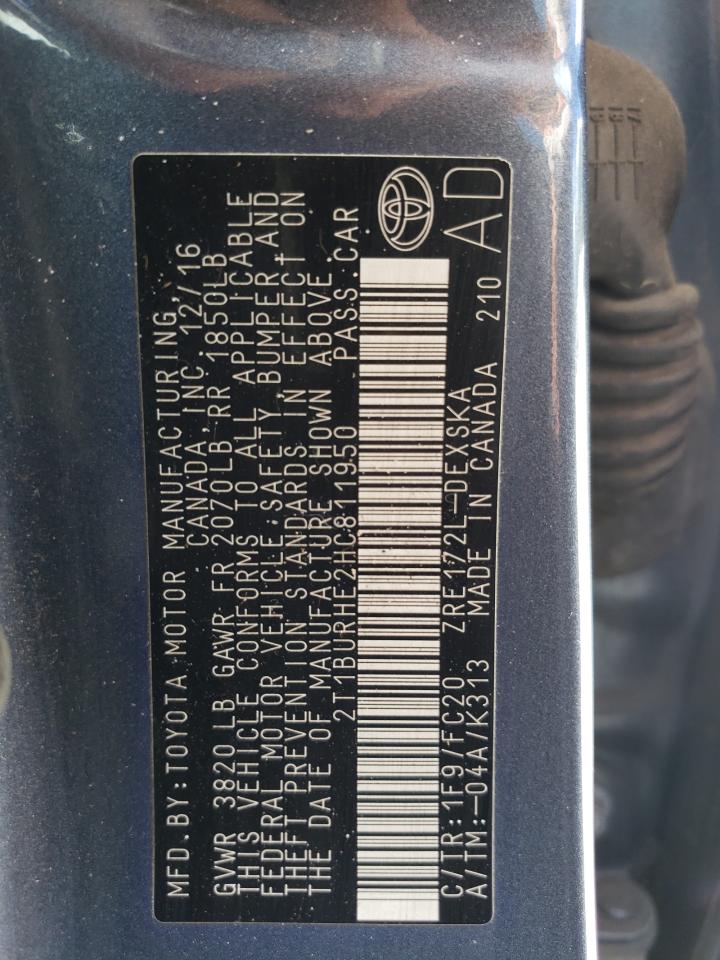 MFD.BY:TOYOTA MOTOR MANUFACTURING,
CANADA,INC. 12/16
GVWR 3820LB GAWR FR 2070LB,RR 1850LB
THIS VEHICLE CONFORMS TO ALL APPLICABLE
FEDERAL MOTOR VEHICLE SAFETY BUMPER AND
THEFT PREVENTION STANDARDS IN EFFECT ON
THE DATE OF MANUFACTURE SHOWN ABOVE.
2T1BURHE2HC811950 PASS.CAR
C/TR:1F9/FC20 ZRE172L-DEXSKA
A/TM:-04A/K313 MADE IN CANADA 210
AD